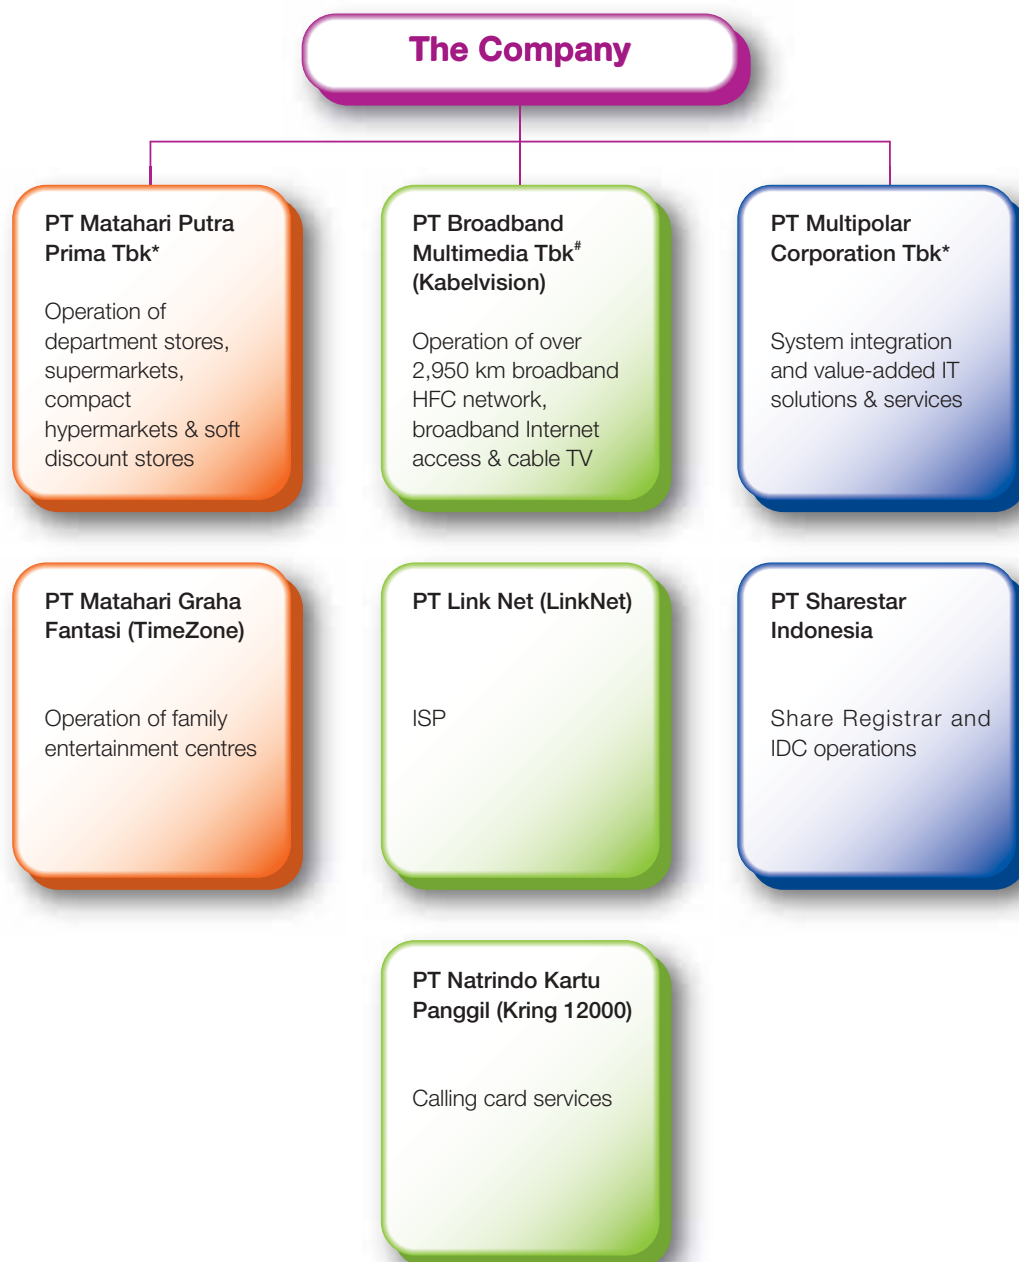 The Company
PT Matahari Putra
Prima Tbk*
Operation of
department stores,
supermarkets,
compact
hypermarkets & soft
discount stores
PT Broadband
Multimedia Tbk#
(Kabelvision)
Operation of over
2,950 km broadband
HFC network,
broadband Internet
access & cable TV
PT Multipolar
Corporation Tbk*
System integration
and value-added IT
solutions & services
PT Matahari Graha
Fantasi (TimeZone)
Operation of family
entertainment centres
PT Link Net (LinkNet)
ISP
PT Sharestar
Indonesia
Share Registrar and
IDC operations
PT Natrindo Kartu
Panggil (Kring 12000)
Calling card services